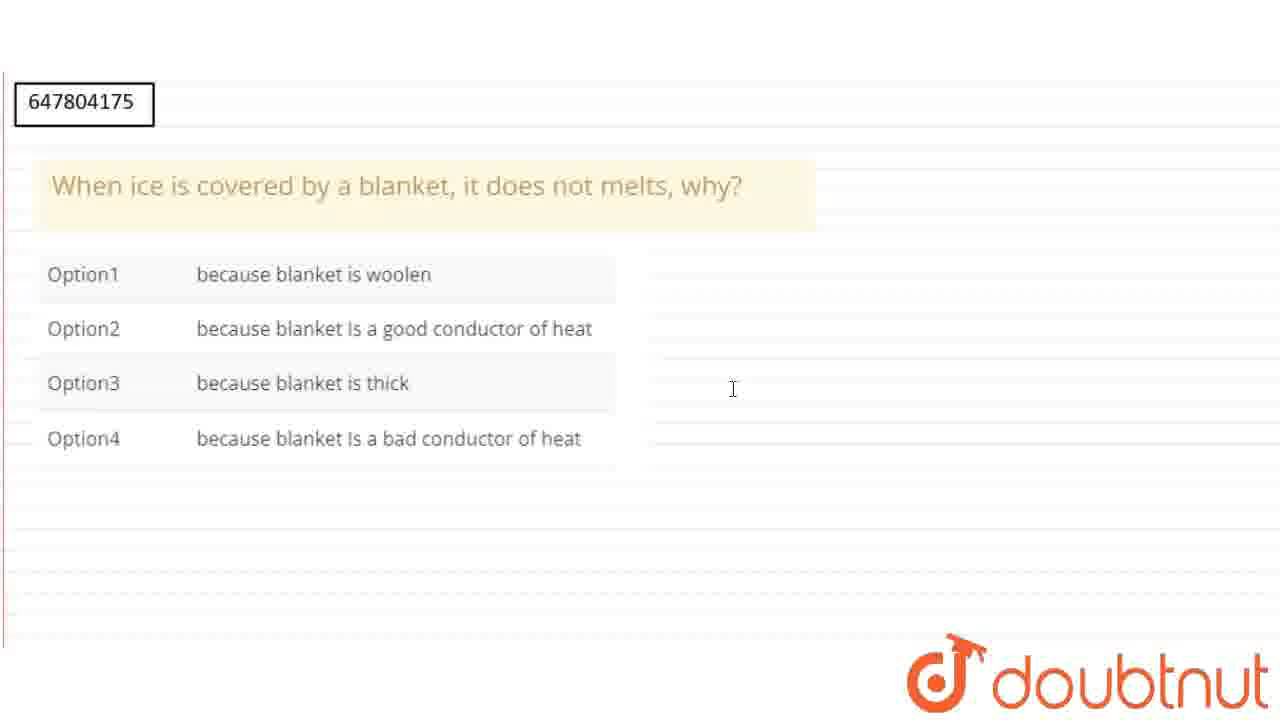 647804175
When ice is covered by a blanket, it does not melts, why?
Option1 because blanket is woolen
Option2 because blanket is a good conductor of heat
Option3 because blanket is thick
Option4 because blanket is a bad conductor of heat
doubtnut